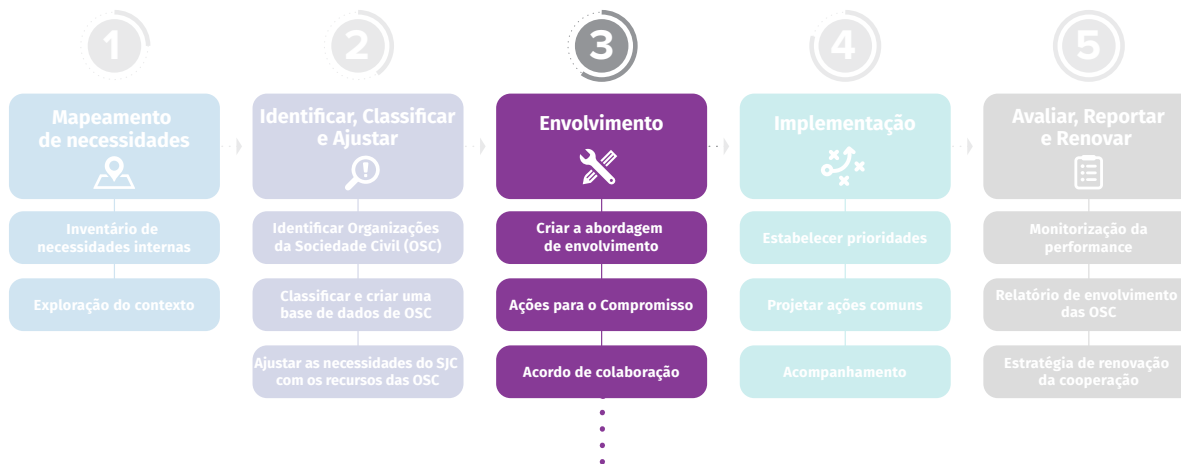 1
2
3
4
5
Mapeamento
de necessidades
Inventário de
necessidades internas
Exploração do contexto
Identificar, Classificar
e Ajustar
Identificar Organizações
da Sociedade Civil (OSC)
Classificar e criar uma
base de dados de OSC
Ajustar as necessidades do SJC
com os recursos das OSC
Envolvimento
Criar a abordagem
de envolvimento
Ações para o Compromisso
Acordo de colaboração
Implementação
Estabelecer prioridades
Projetar ações comuns
Acompanhamento
Avaliar, Reportar
e Renovar
Monitorização da
performance
Relatório de envolvimento
das OSC
Estratégia de renovação
da cooperação